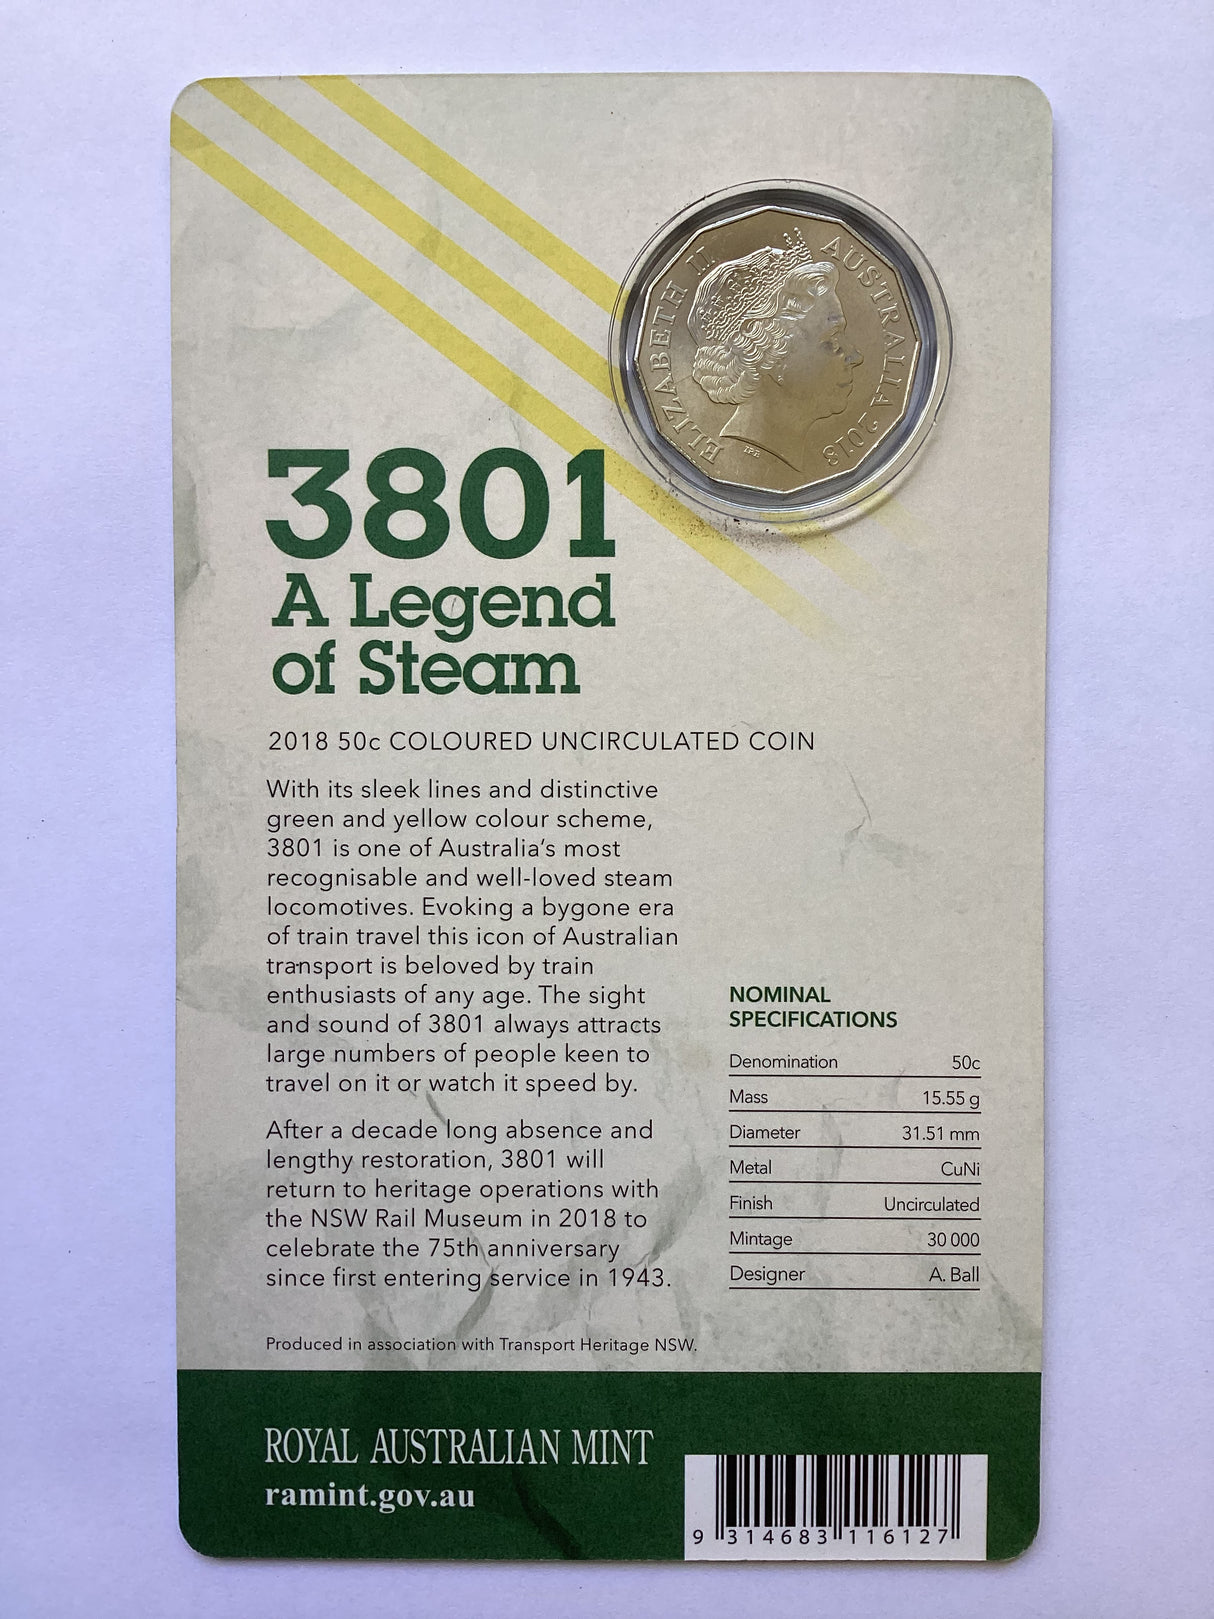 ELIZABETH II AUSTRALIA 2018
IRB
3801
A Legend
of Steam
2018 50c COLOURED UNCIRCULATED COIN
With its sleek lines and distinctive
green and yellow colour scheme,
3801 is one of Australia's most
recognisable and well-loved steam
locomotives. Evoking a bygone era
of train travel this icon of Australian
transport is beloved by train
enthusiasts of any age. The sight
and sound of 3801 always attracts
large numbers of people keen to
travel on it or watch it speed by.
After a decade long absence and
lengthy restoration, 3801 will
return to heritage operations with
the NSW Rail Museum in 2018 to
celebrate the 75th anniversary
since first entering service in 1943.
Produced in association with Transport Heritage NSW.
NOMINAL
SPECIFICATIONS
Denomination 50c
Mass 15.55 g
Diameter 31.51 mm
Metal CuNi
Finish Uncirculated
Mintage 30 000
Designer A. Ball
ROYAL AUSTRALIAN MINT
ramint.gov.au
9 314683 116127